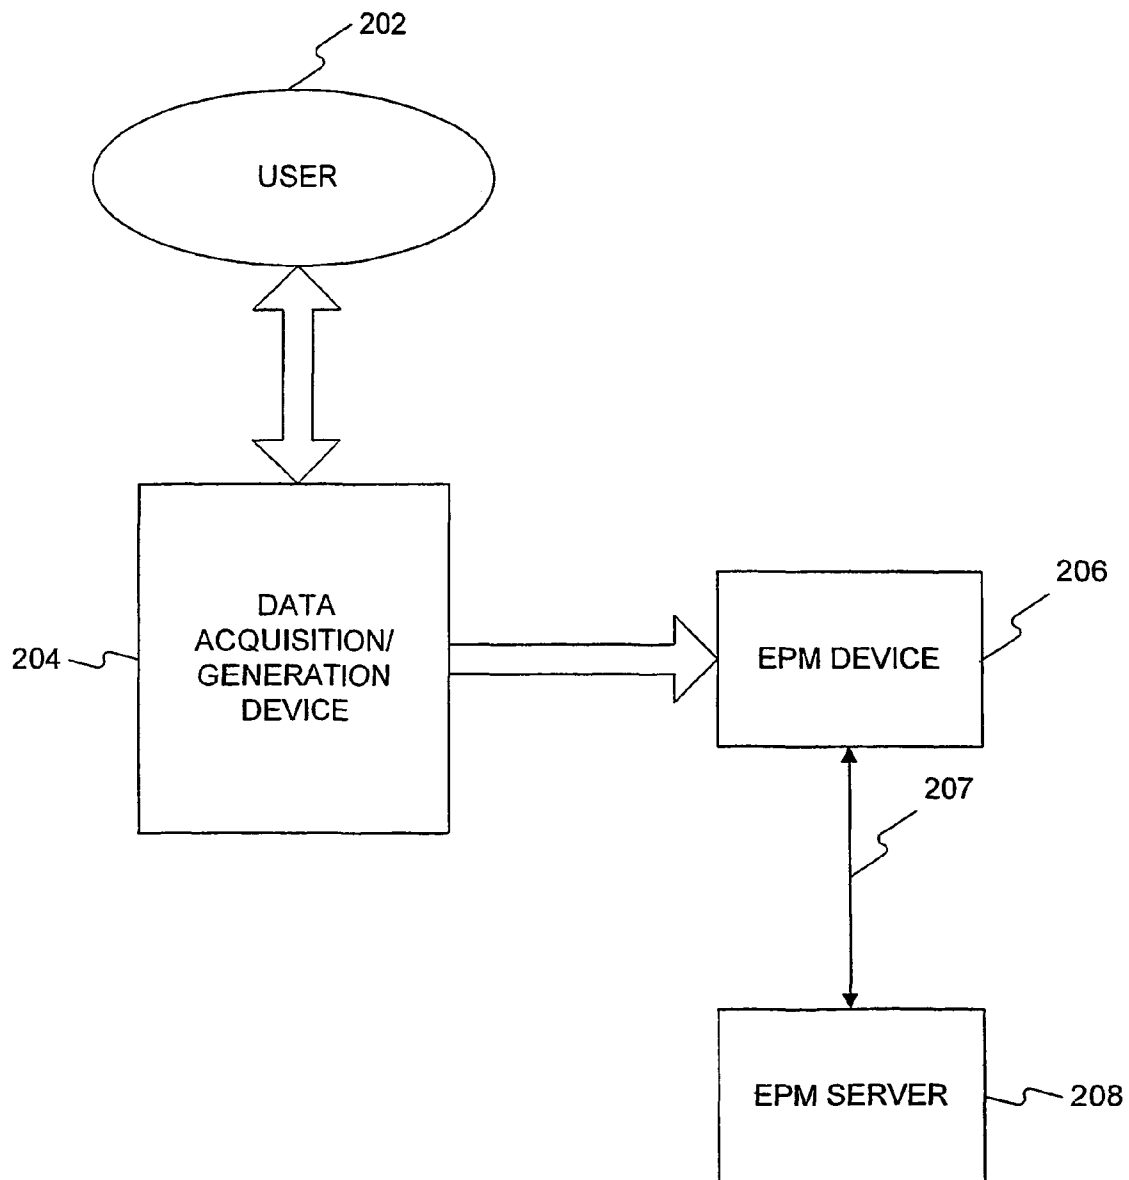 202
USER
DATA
ACQUISITION/
GENERATION
DEVICE
204
EPM DEVICE
206
207
EPM SERVER
208